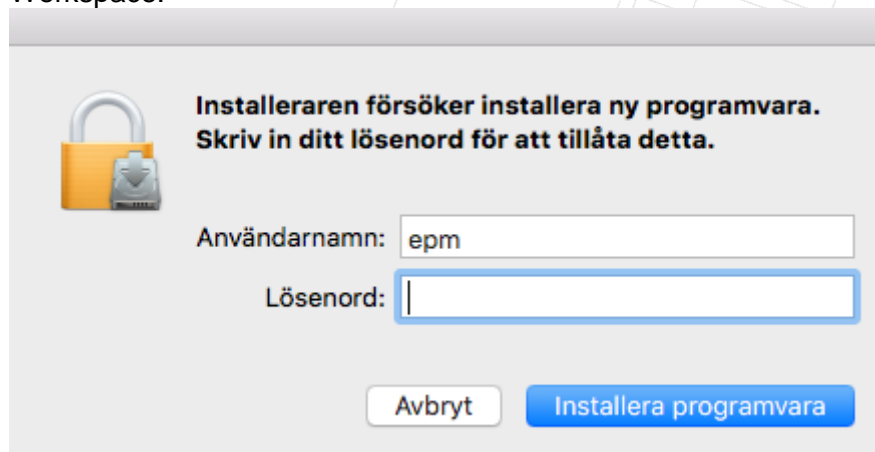 Workspace.
Installeraren försöker installera ny programvara.
Skriv in ditt lösenord för att tillåta detta.
Användarnamn: epm
Lösenord:
Avbryt Installera programvara